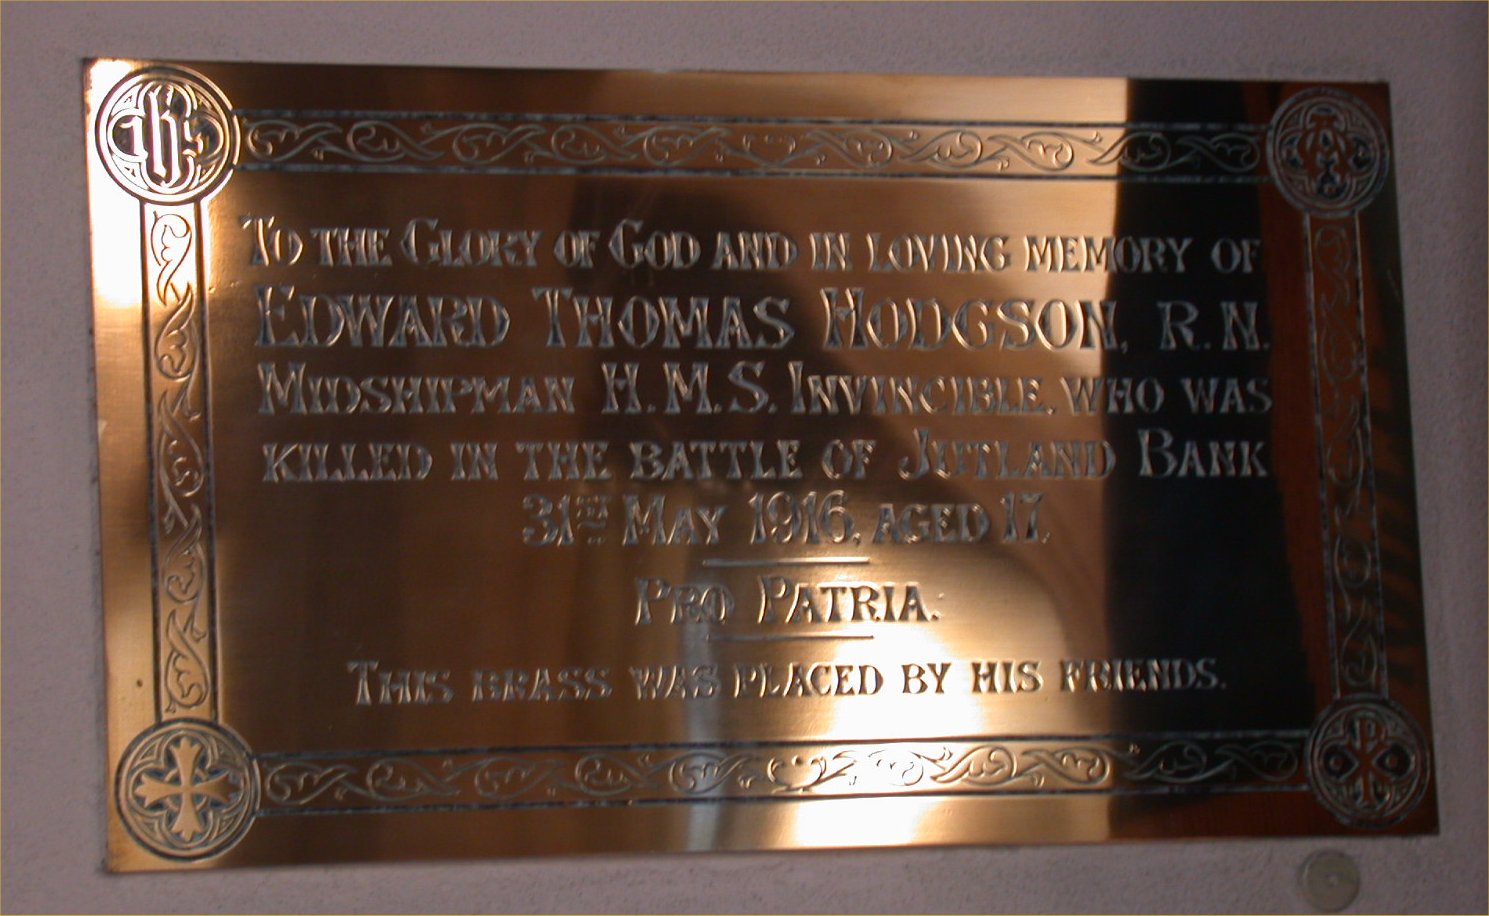 IHS
To the Glory of God and in loving memory of
Edward Thomas Hodgson, R.N.
Midshipman H.M.S. Invincible, who was
killed in the battle of Jutland Bank
31st May 1916, aged 17.
Pro Patria.
This brass was placed by his friends.